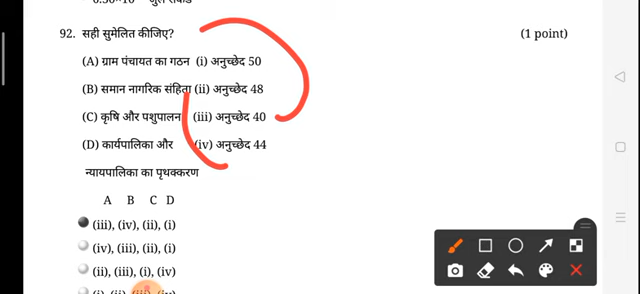 92. सही सुमेलित कीजिए? (1 point)
(A) ग्राम पंचायत का गठन (i) अनुच्छेद 50
(B) समान नागरिक संहिता (ii) अनुच्छेद 48
(C) कृषि और पशुपालन (iii) अनुच्छेद 40
(D) कार्यपालिका और (iv) अनुच्छेद 44
न्यायपालिका का पृथक्करण
A B C D
(iii), (iv), (ii), (i)
(iv), (iii), (ii), (i)
(ii), (iii), (i), (iv)